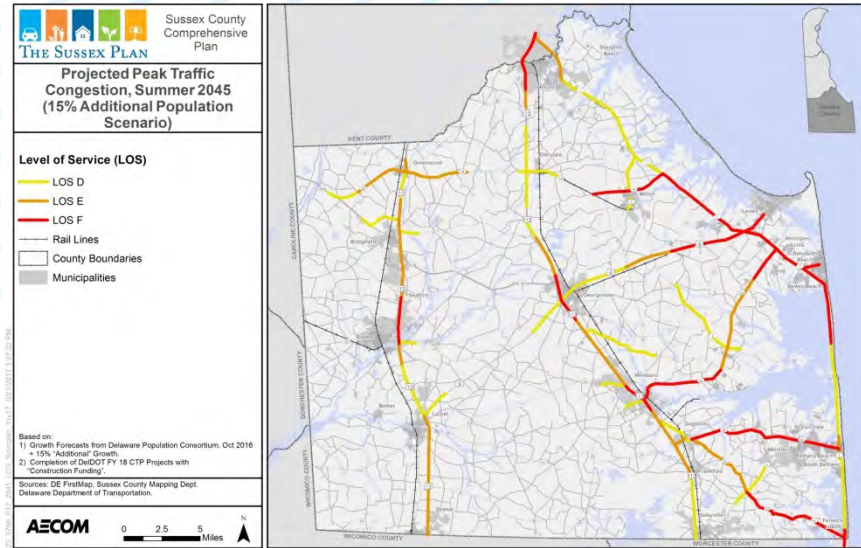 THE SUSSEX PLAN
Sussex County
Comprehensive
Plan
Projected Peak Traffic
Congestion, Summer 2045
(15% Additional Population
Scenario)
Level of Service (LOS)
LOS D
LOS E
LOS F
Rail Lines
County Boundaries
Municipalities
Based on:
1) Growth Forecasts from Delaware Population Consortium, Oct 2016
+ 15% "Additional" Growth.
2) Completion of DelDOT FY 18 CTP Projects with
"Construction Funding".
Sources: DE FirstMap, Sussex County Mapping Dept.
Delaware Department of Transportation.
AECOM
0 2.5 5
Miles
N
Sussex
County
KENT COUNTY
CAROLINE COUNTY
DORCHESTER COUNTY
WICOMICO COUNTY
WICOMICO COUNTY
WORCESTER COUNTY
Greenwood
Ellendale
Milton
Lewes
Bridgeville
Dewey Beach
Georgetown
Seaford
Millsboro
Bethel
Laurel
Dagsboro
Frankford
South Bethany
Selbyville
Delmar